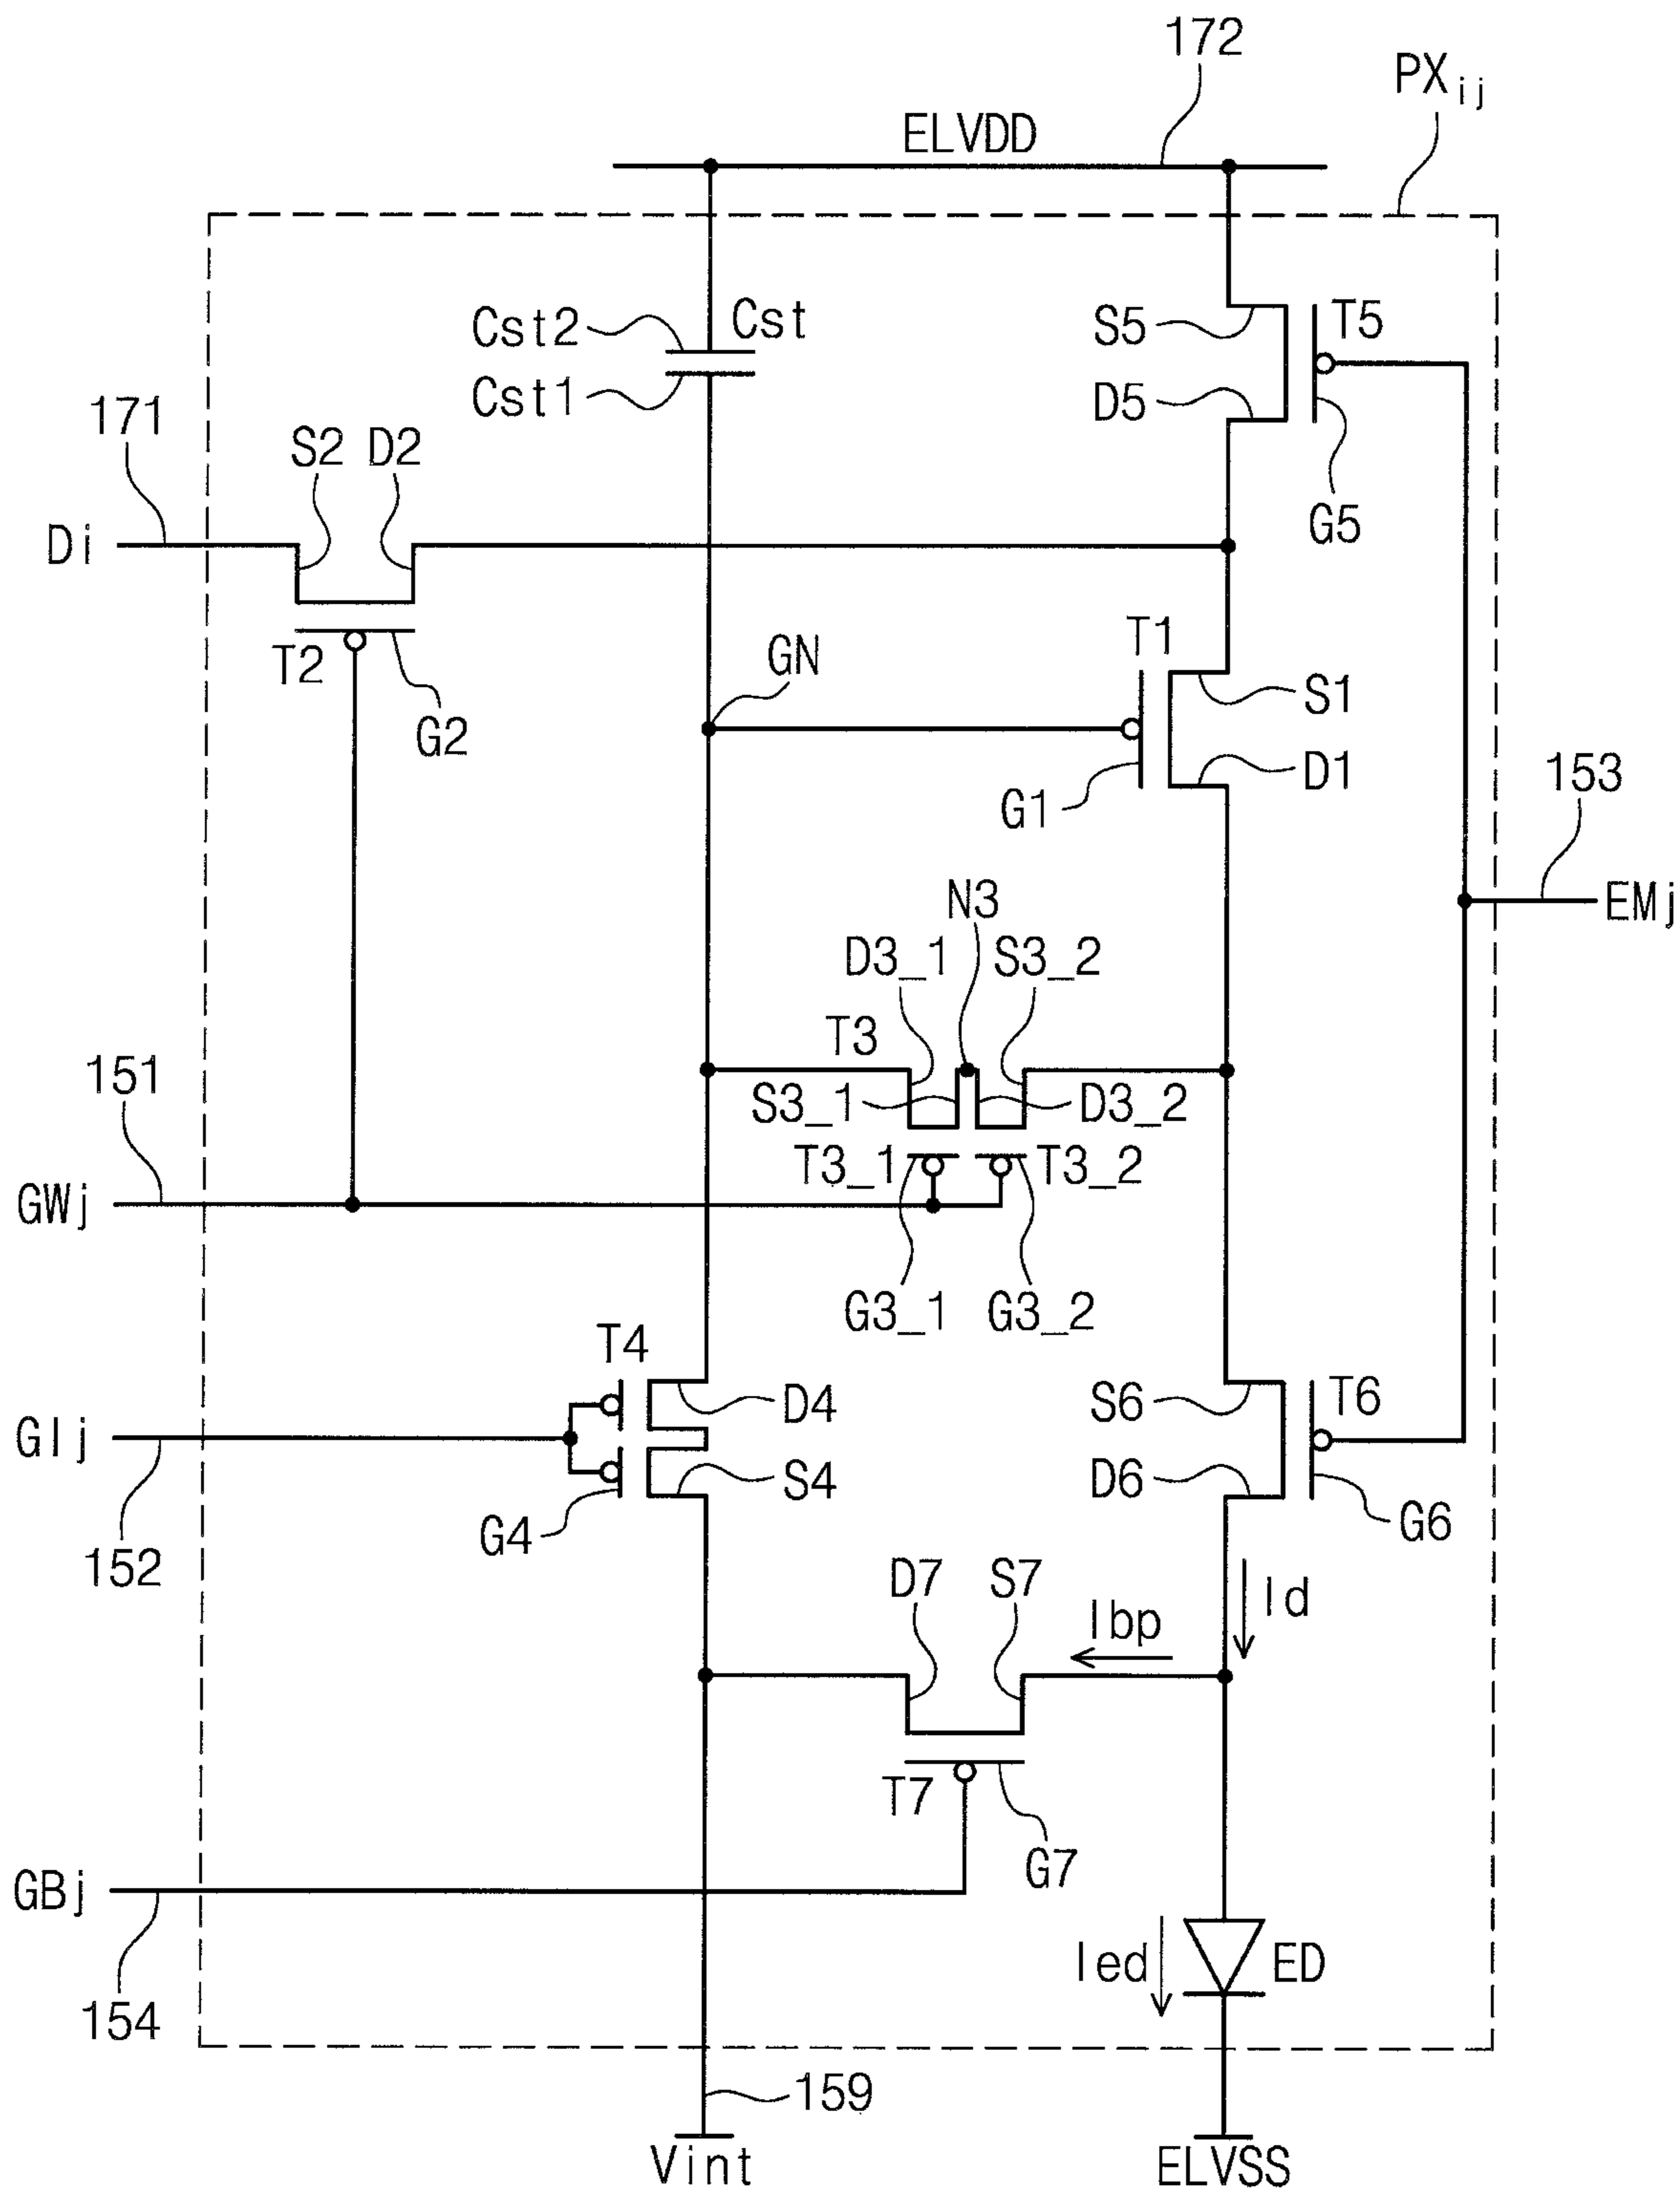 172
PXij
ELVDD
Cst2
Cst
Cst1
S5
T5
D5
G5
171
S2
D2
Di
T2
G2
GN
T1
S1
D1
G1
153
EMj
N3
D3_1
S3_2
T3
S3_1
D3_2
151
T3_1
T3_2
GWj
G3_1
G3_2
T4
D4
S6
T6
GIj
S4
D6
G4
G6
152
D7
S7
Id
Ibp
T7
G7
GBj
Ied
ED
154
159
Vint
ELVSS